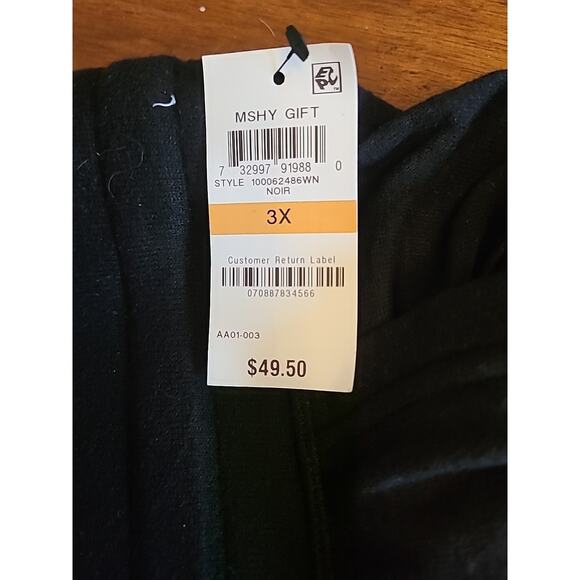 MSHY GIFT
7 32997 91988 0
STYLE 100062486WN
NOIR
3X
Customer Return Label
070887834566
AA01-003
$49.50